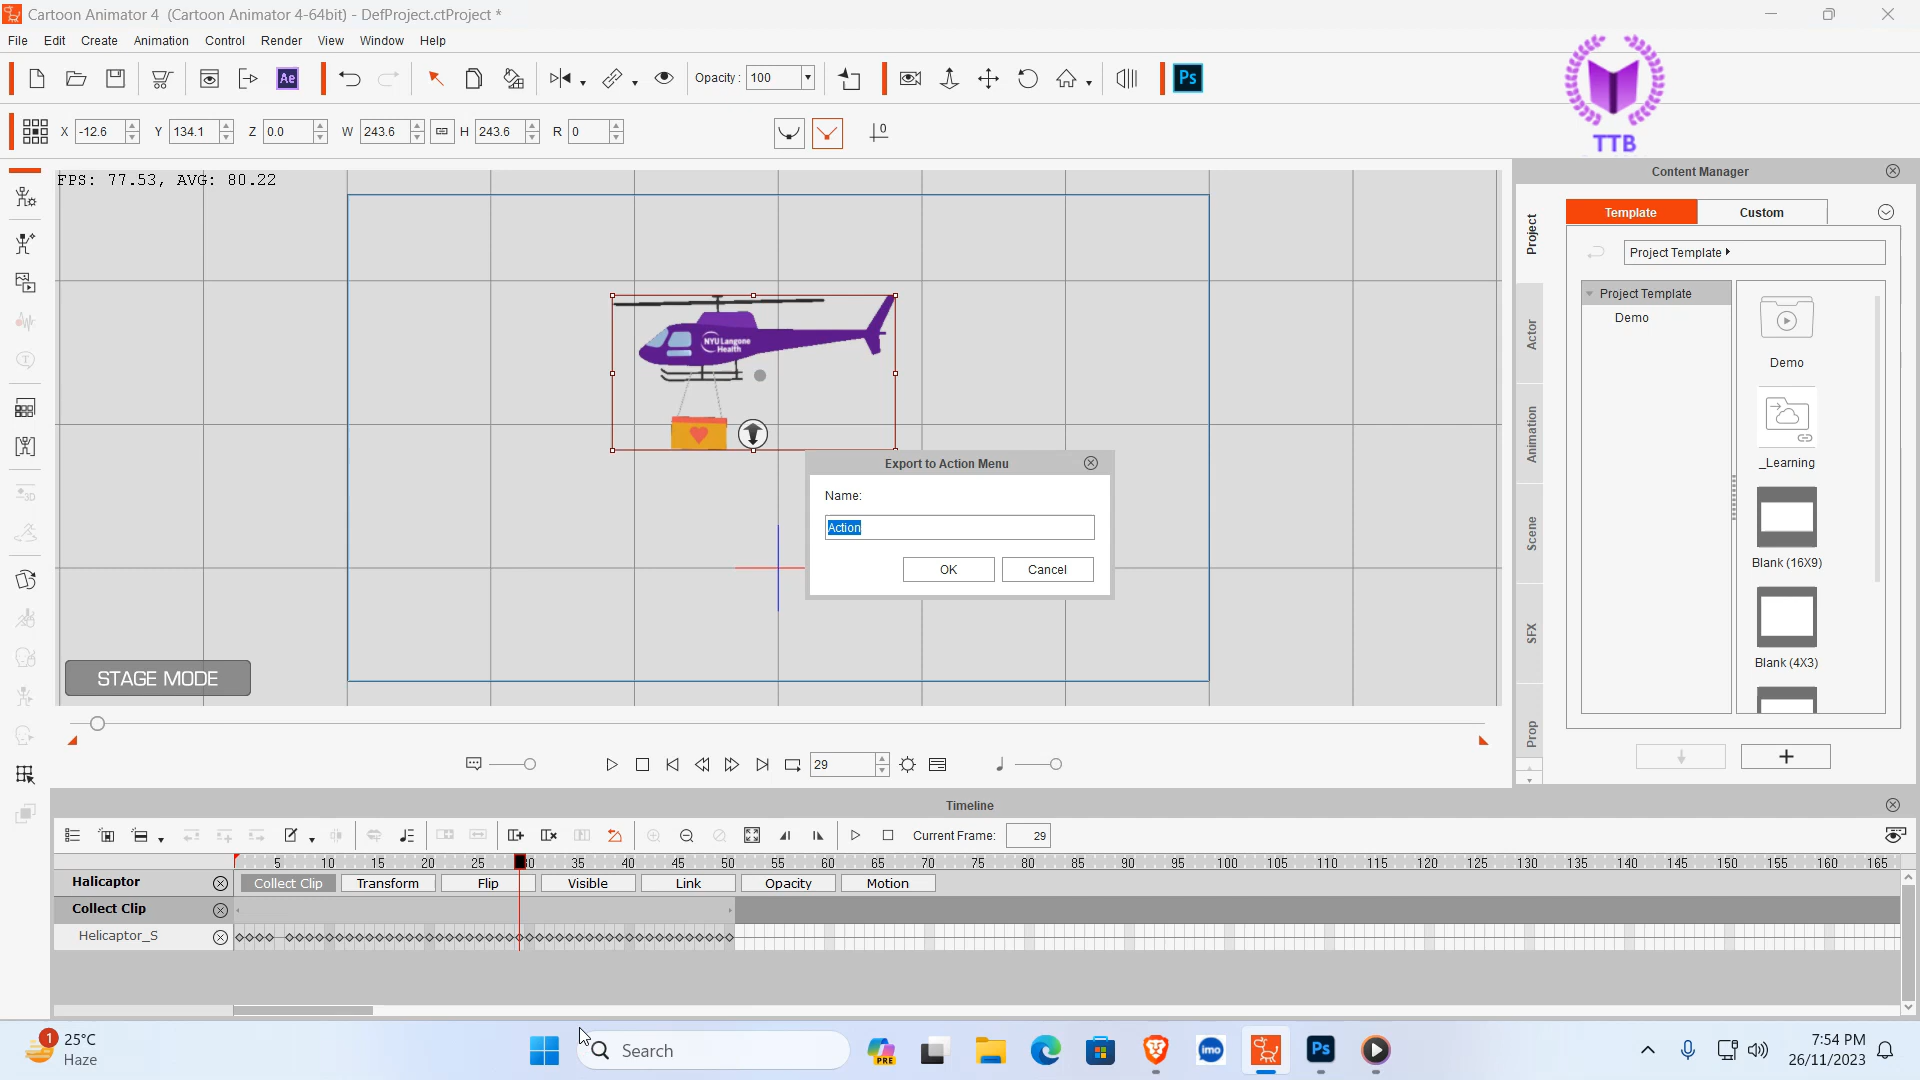 Cartoon Animator 4 (Cartoon Animator 4-64bit) - DefProject.ctProject *
File Edit Create Animation Control Render View Window Help
Ae Opacity : 100 Ps
X -12.6 Y 134.1 Z 0.0 W 243.6 H 243.6 R 0
TTB
FPS: 77.53, AVG: 80.22
Content Manager
Template Custom
Project Template
Project Template
Demo
Demo
_Learning
Blank (16X9)
Blank (4X3)
Project
Actor
Animation
Scene
SFX
Prop
NYU Langone
Health
Export to Action Menu
Name:
Action
OK Cancel
STAGE MODE
29
Timeline
Current Frame: 29
5 10 15 20 25 30 35 40 45 50 55 60 65 70 75 80 85 90 95 100 105 110 115 120 125 130 135 140 145 150 155 160 165
Halicaptor Collect Clip Transform Flip Visible Link Opacity Motion
Collect Clip
Helicaptor_S
1 25°C
Haze
Search
PRE
imo
Ps
7:54 PM
26/11/2023